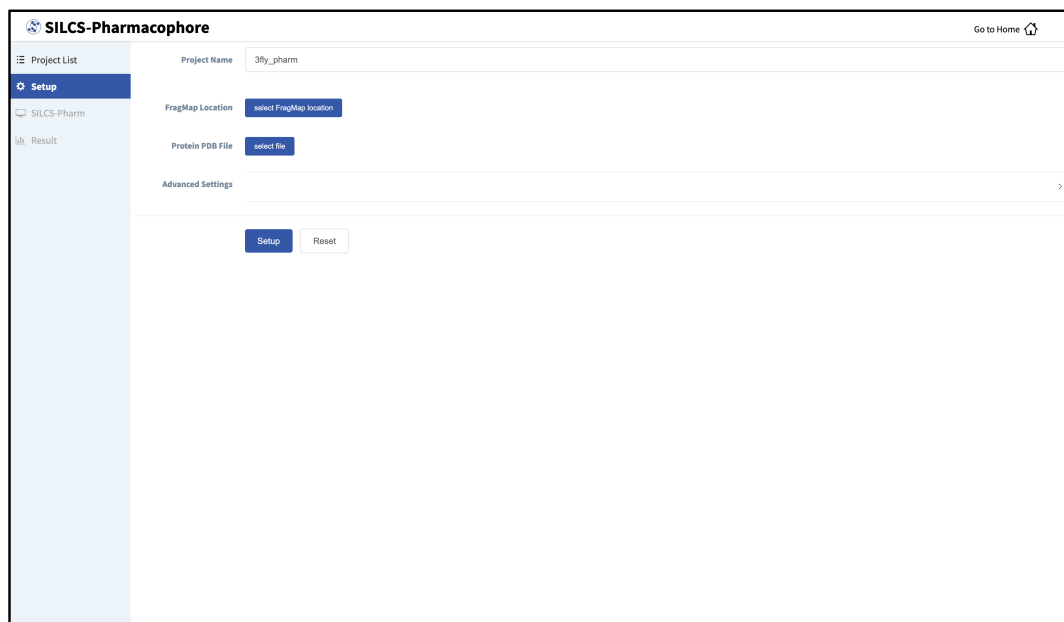 SILCS-Pharmacophore
Go to Home
Project List
Project Name 3fly_pharm
Setup
SILCS-Pharm
FragMap Location select FragMap location
Result
Protein PDB File select file
Advanced Settings
Setup Reset